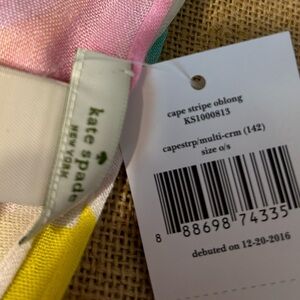 cape stripe oblong
KS1000813
capestrp/multi-crm (142)
size o/s
8 88698 74335
debuted on 12-20-2016
kate spade
NEW YORK